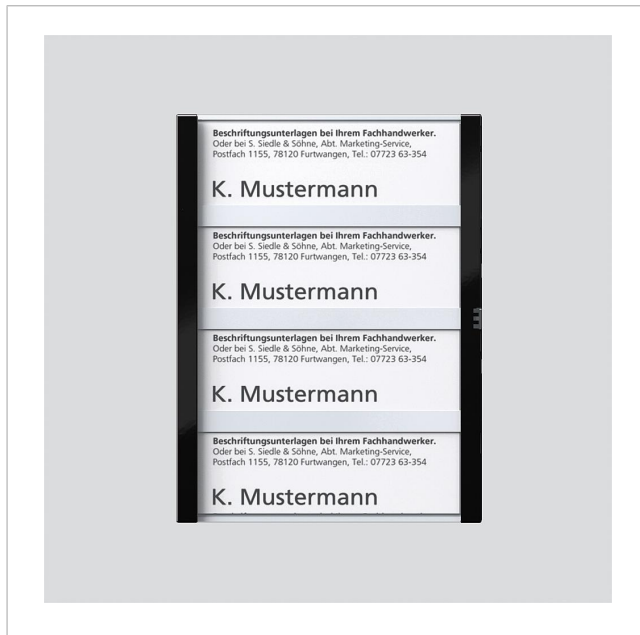 Beschriftungsunterlagen bei Ihrem Fachhandwerker.
Oder bei S. Siedle & Söhne, Abt. Marketing-Service,
Postfach 1155, 78120 Furtwangen, Tel.: 07723 63-354
K. Mustermann
Beschriftungsunterlagen bei Ihrem Fachhandwerker.
Oder bei S. Siedle & Söhne, Abt. Marketing-Service,
Postfach 1155, 78120 Furtwangen, Tel.: 07723 63-354
K. Mustermann
Beschriftungsunterlagen bei Ihrem Fachhandwerker.
Oder bei S. Siedle & Söhne, Abt. Marketing-Service,
Postfach 1155, 78120 Furtwangen, Tel.: 07723 63-354
K. Mustermann
Beschriftungsunterlagen bei Ihrem Fachhandwerker.
Oder bei S. Siedle & Söhne, Abt. Marketing-Service,
Postfach 1155, 78120 Furtwangen, Tel.: 07723 63-354
K. Mustermann